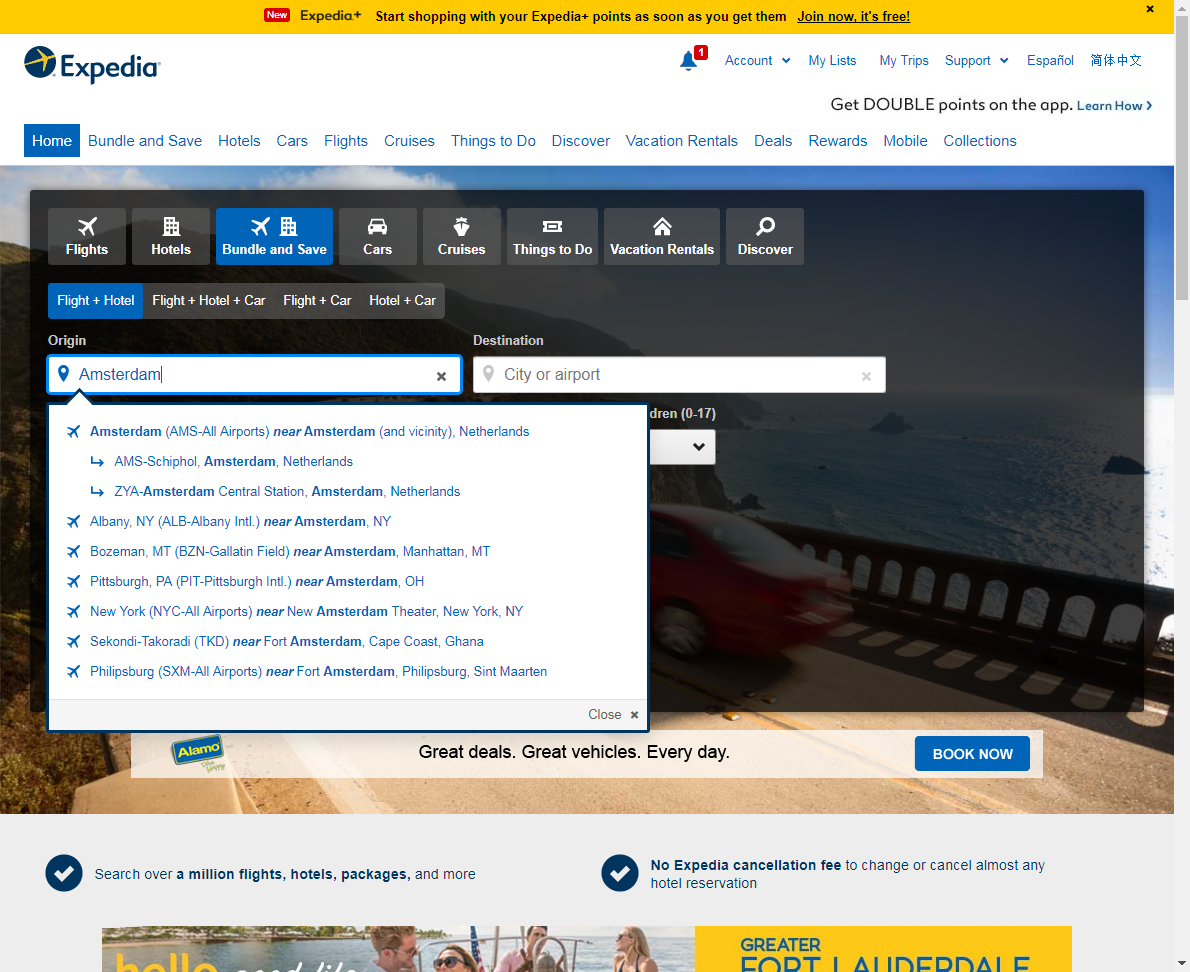 New Expedia+ Start shopping with your Expedia+ points as soon as you get them Join now, it's free!
Expedia
1
Account My Lists My Trips Support Español 简体中文
Get DOUBLE points on the app. Learn How
Home Bundle and Save Hotels Cars Flights Cruises Things to Do Discover Vacation Rentals Deals Rewards Mobile Collections
Flights Hotels Bundle and Save Cars Cruises Things to Do Vacation Rentals Discover
Flight + Hotel Flight + Hotel + Car Flight + Car Hotel + Car
Origin Destination
Amsterdam City or airport
dren (0-17)
Amsterdam (AMS-All Airports) near Amsterdam (and vicinity), Netherlands
AMS-Schiphol, Amsterdam, Netherlands
ZYA-Amsterdam Central Station, Amsterdam, Netherlands
Albany, NY (ALB-Albany Intl.) near Amsterdam, NY
Bozeman, MT (BZN-Gallatin Field) near Amsterdam, Manhattan, MT
Pittsburgh, PA (PIT-Pittsburgh Intl.) near Amsterdam, OH
New York (NYC-All Airports) near New Amsterdam Theater, New York, NY
Sekondi-Takoradi (TKD) near Fort Amsterdam, Cape Coast, Ghana
Philipsburg (SXM-All Airports) near Fort Amsterdam, Philipsburg, Sint Maarten
Close
Alamo
Great deals. Great vehicles. Every day.
BOOK NOW
Search over a million flights, hotels, packages, and more
No Expedia cancellation fee to change or cancel almost any
hotel reservation
hello good life
GREATER
FORT LAUDERDALE